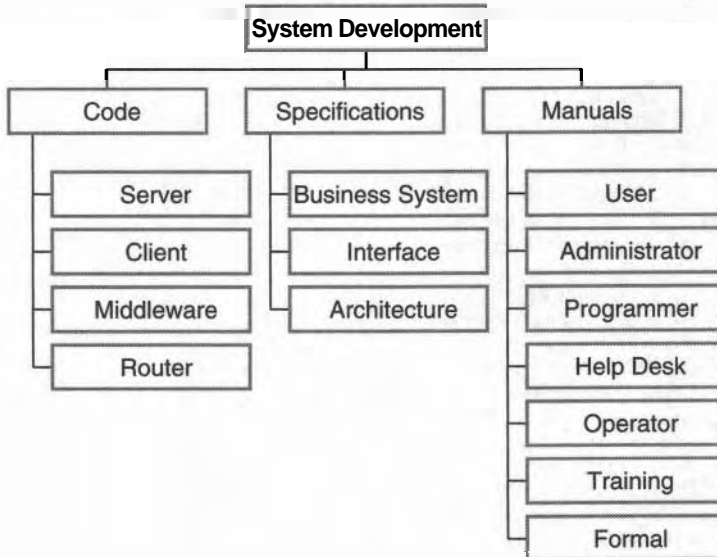 System Development
Code
Specifications
Manuals
Server
Client
Middleware
Router
Business System
Interface
Architecture
User
Administrator
Programmer
Help Desk
Operator
Training
Formal